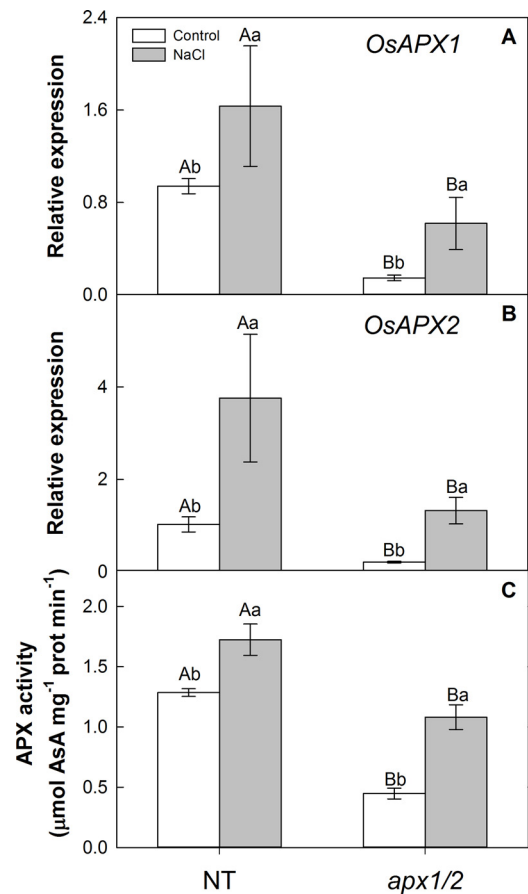 2.4
Control
NaCl
Aa
OsAPX1
A
1.6
Relative expression
Ab
0.8
Ba
Bb
0.0
Aa
OsAPX2
B
4
Relative expression
2
Ab
Ba
Bb
0
2.0
Aa
C
APX activity
(μmol AsA mg⁻¹ prot min⁻¹)
Ab
1.5
Ba
1.0
Bb
0.5
0.0
NT
apx1/2